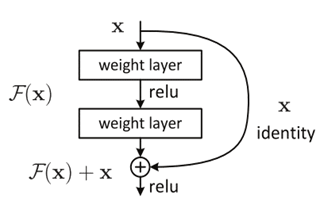 x
weight layer
relu
F(x)
x
weight layer
identity
F(x) + x
relu